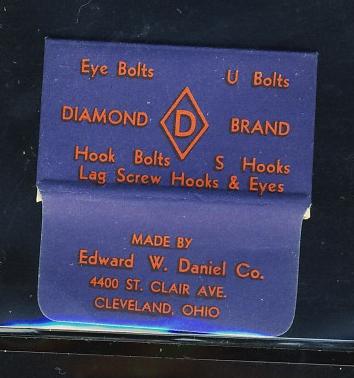 Eye Bolts U Bolts
DIAMOND D BRAND
Hook Bolts S Hooks
Lag Screw Hooks & Eyes
MADE BY
Edward W. Daniel Co.
4400 ST. CLAIR AVE.
CLEVELAND, OHIO